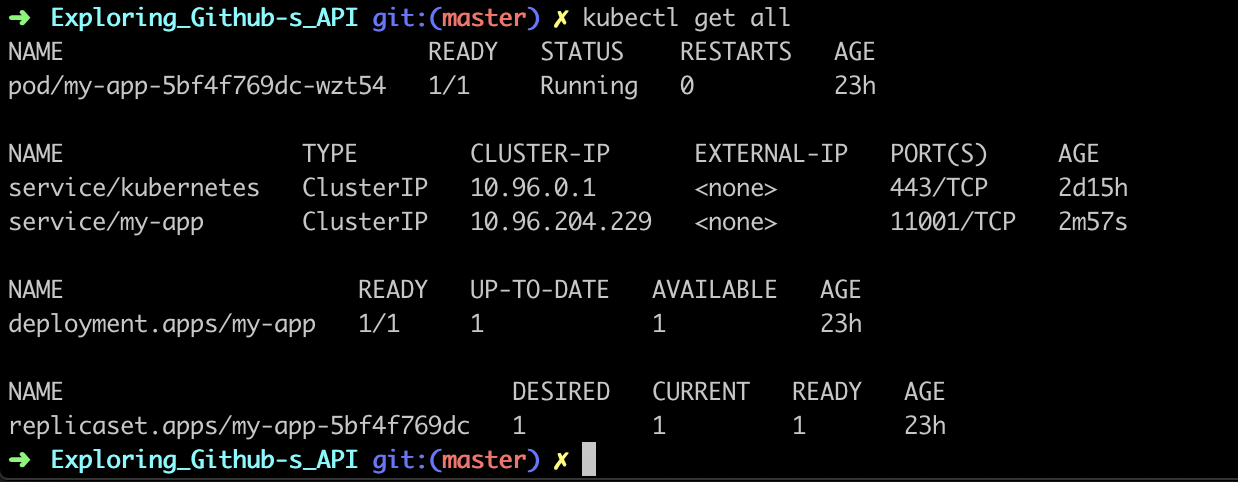 ➜ Exploring_Github-s_API git:(master) ✗ kubectl get all
NAME READY STATUS RESTARTS AGE
pod/my-app-5bf4f769dc-wzt54 1/1 Running 0 23h
NAME TYPE CLUSTER-IP EXTERNAL-IP PORT(S) AGE
service/kubernetes ClusterIP 10.96.0.1 <none> 443/TCP 2d15h
service/my-app ClusterIP 10.96.204.229 <none> 11001/TCP 2m57s
NAME READY UP-TO-DATE AVAILABLE AGE
deployment.apps/my-app 1/1 1 1 23h
NAME DESIRED CURRENT READY AGE
replicaset.apps/my-app-5bf4f769dc 1 1 1 23h
➜ Exploring_Github-s_API git:(master) ✗